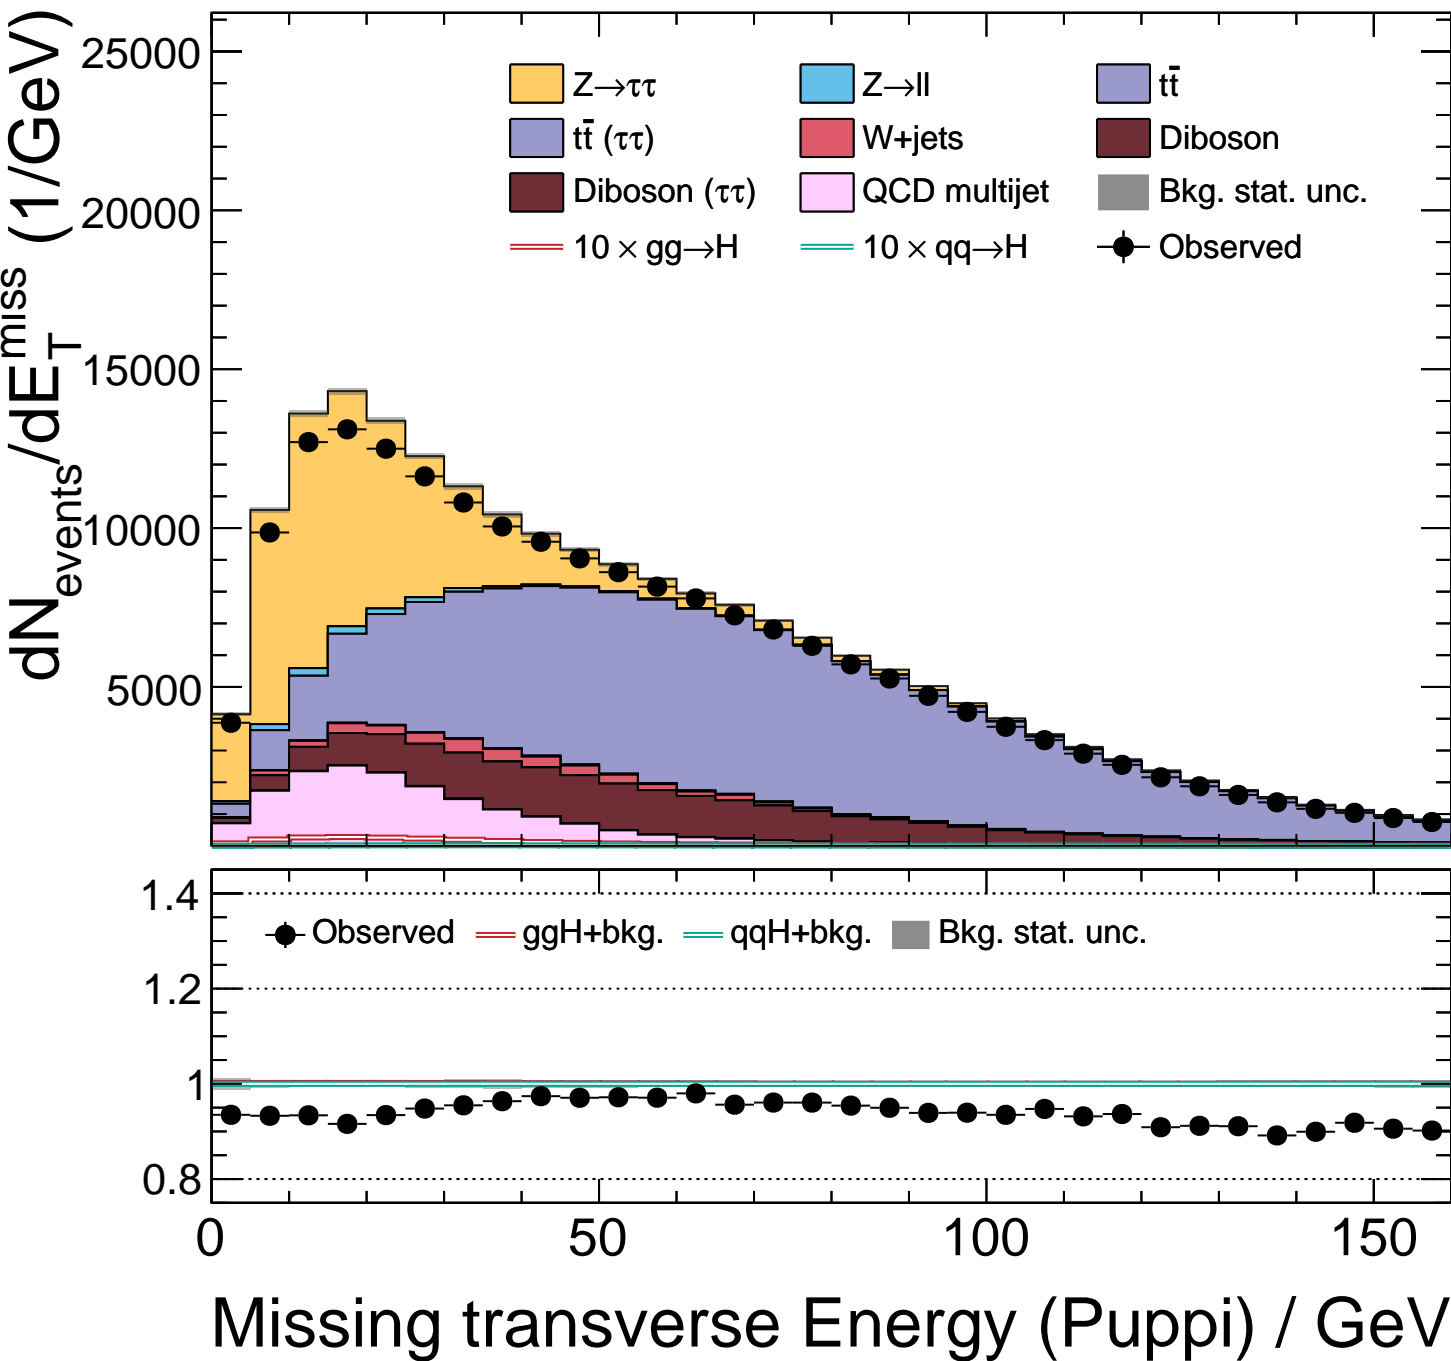 dN_events/dE_T^miss (1/GeV)
25000
20000
15000
10000
5000
Z→ττ Z→ll tt̄
tt̄ (ττ) W+jets Diboson
Diboson (ττ) QCD multijet Bkg. stat. unc.
10 × gg→H 10 × qq→H Observed
1.4
1.2
1
0.8
Observed ggH+bkg. qqH+bkg. Bkg. stat. unc.
0 50 100 150
Missing transverse Energy (Puppi) / GeV